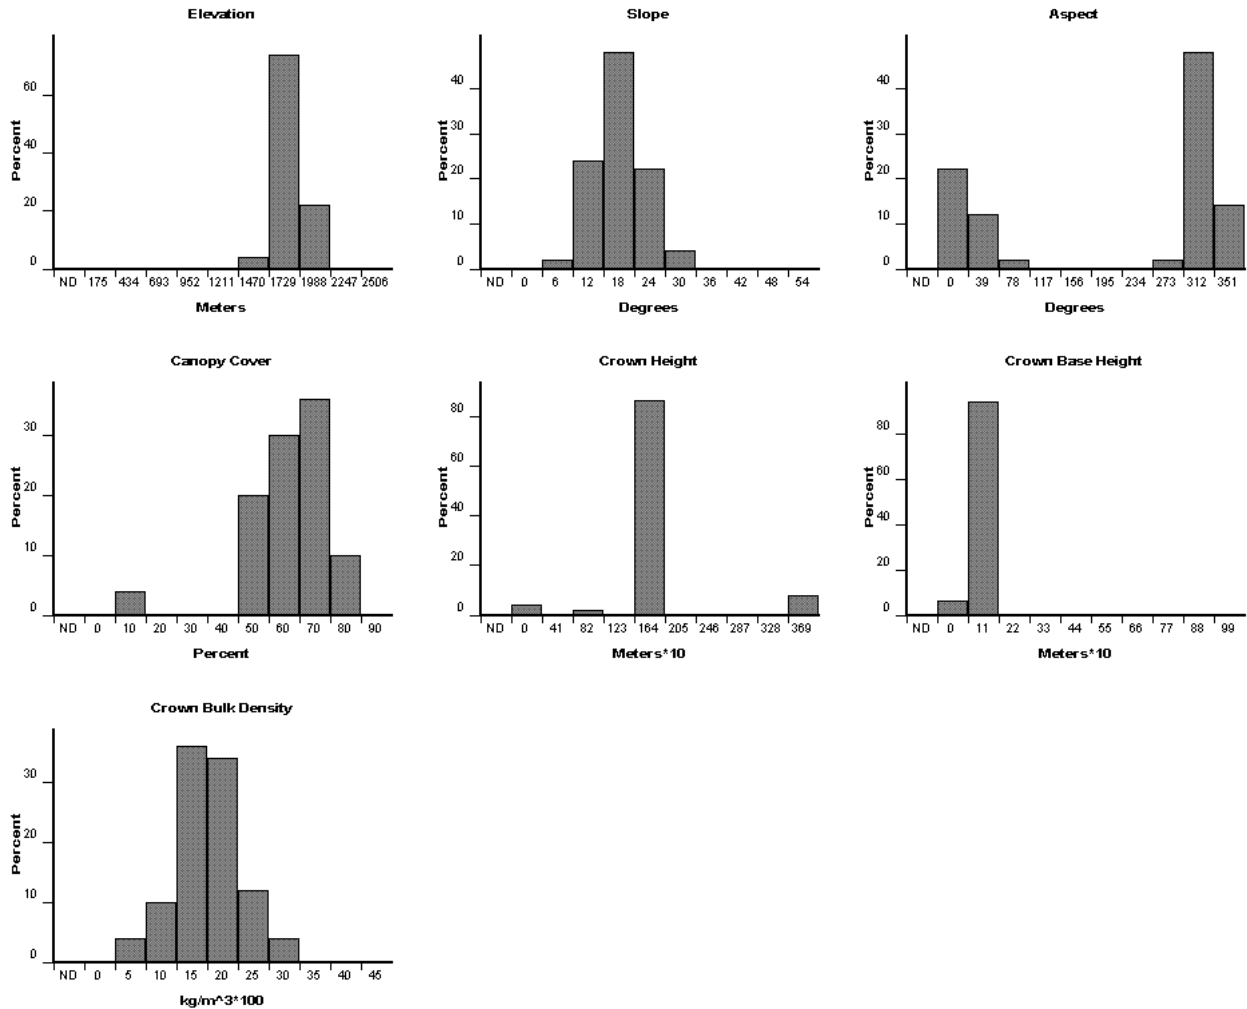 Elevation
Percent
60
40
20
0
ND 175 434 693 952 1211 1470 1729 1988 2247 2506
Meters
Slope
Percent
40
30
20
10
0
ND 0 6 12 18 24 30 36 42 48 54
Degrees
Aspect
Percent
40
30
20
10
0
ND 0 39 78 117 156 195 234 273 312 351
Degrees
Canopy Cover
Percent
30
20
10
0
ND 0 10 20 30 40 50 60 70 80 90
Percent
Crown Height
Percent
80
60
40
20
0
ND 0 41 82 123 164 205 246 287 328 369
Meters*10
Crown Base Height
Percent
80
60
40
20
0
ND 0 11 22 33 44 55 66 77 88 99
Meters*10
Crown Bulk Density
Percent
30
20
10
0
ND 0 5 10 15 20 25 30 35 40 45
kg/m^3*100